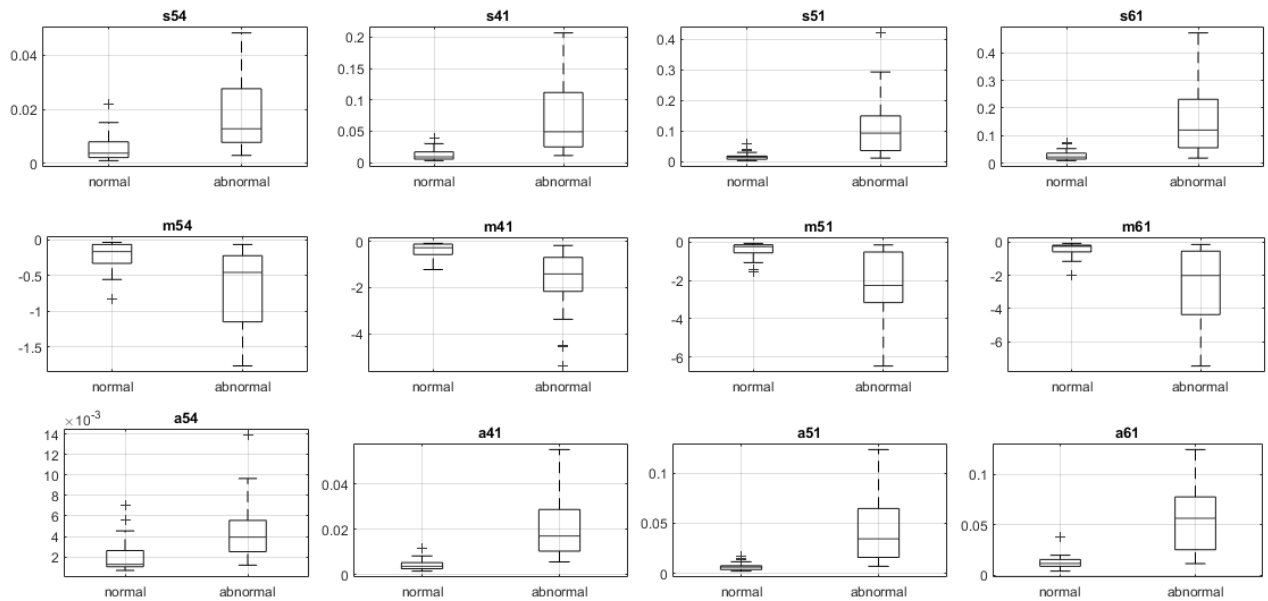 s54
0.04
0.02
0
normal abnormal
s41
0.2
0.15
0.1
0.05
0
normal abnormal
s51
0.4
0.3
0.2
0.1
0
normal abnormal
s61
0.4
0.3
0.2
0.1
0
normal abnormal
m54
0
-0.5
-1
-1.5
normal abnormal
m41
0
-2
-4
normal abnormal
m51
0
-2
-4
-6
normal abnormal
m61
0
-2
-4
-6
normal abnormal
a54
×10⁻³
14
12
10
8
6
4
2
normal abnormal
a41
0.04
0.02
0
normal abnormal
a51
0.1
0.05
0
normal abnormal
a61
0.1
0.05
0
normal abnormal